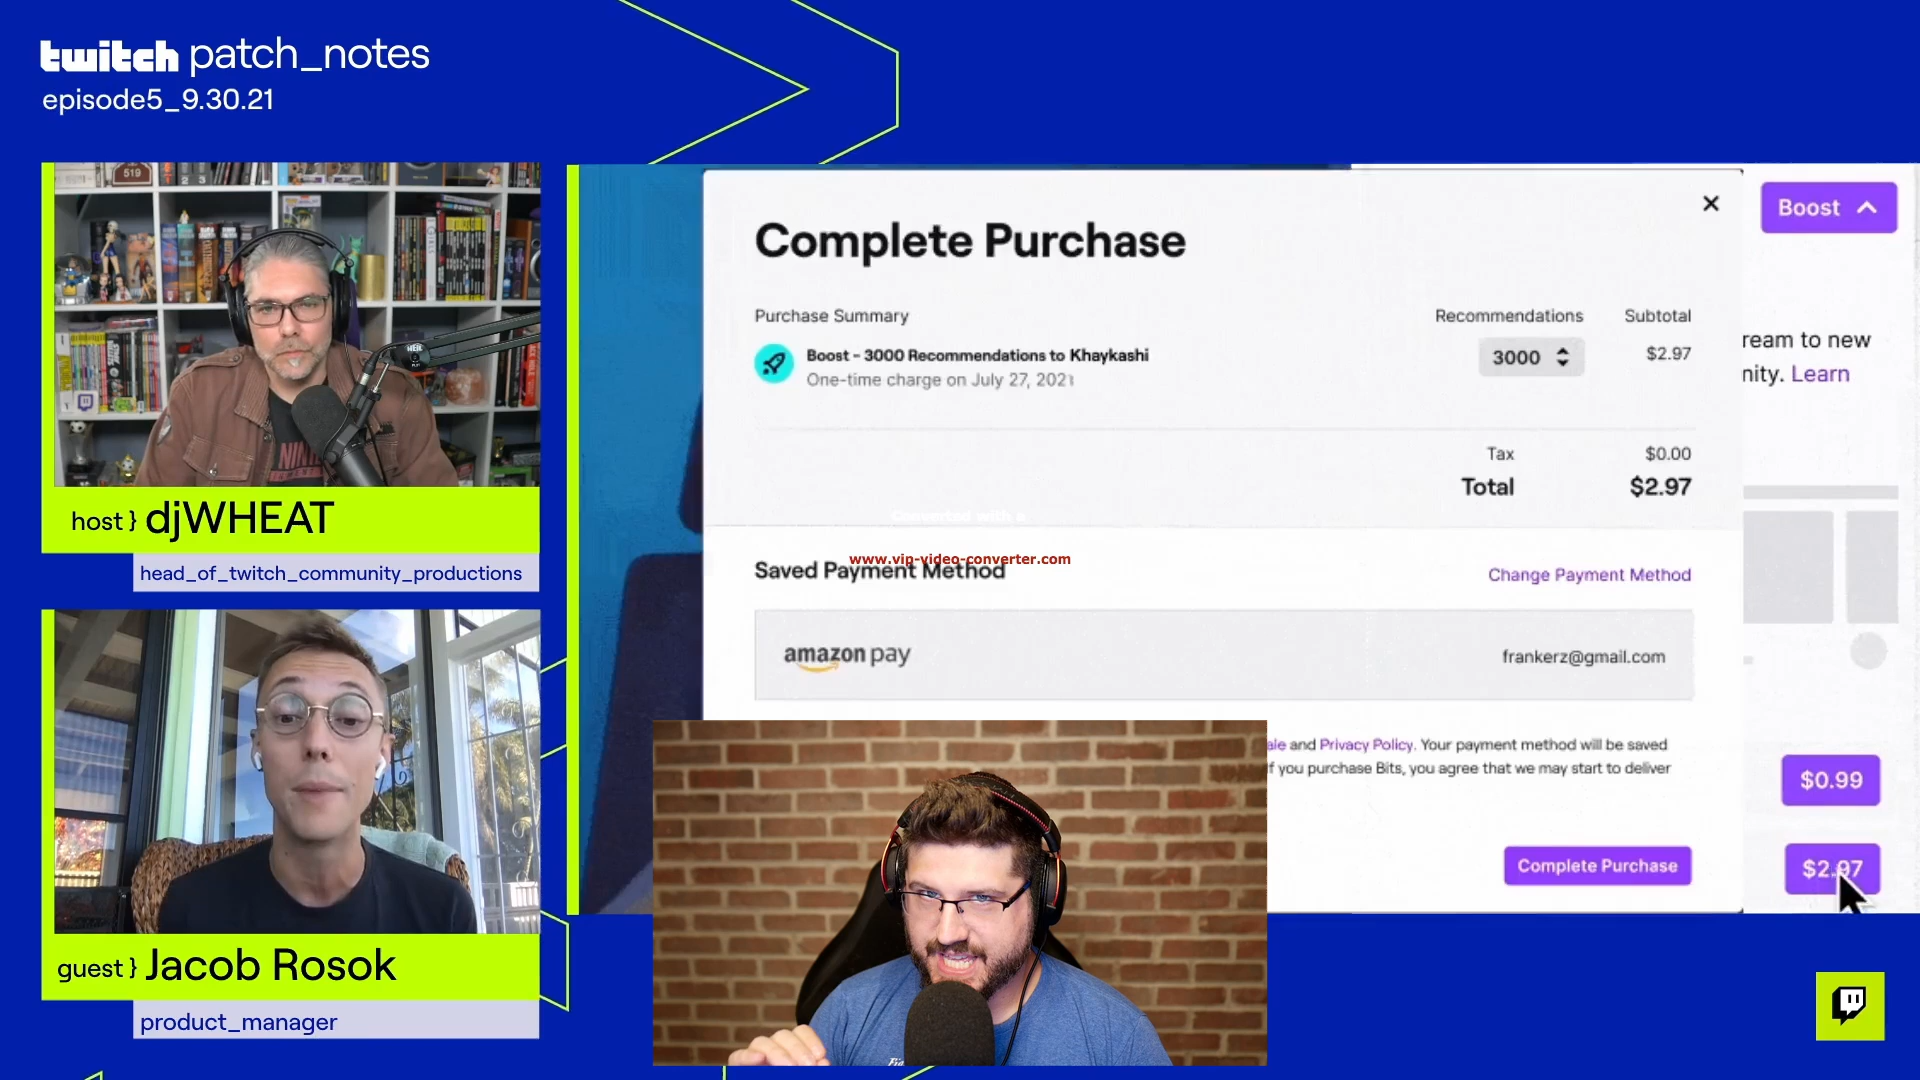 twitch patch_notes
episode5_9.30.21
519
host } djWHEAT
head_of_twitch_community_productions
guest } Jacob Rosok
product_manager
Complete Purchase
Boost
Purchase Summary
Recommendations
Subtotal
Boost - 3000 Recommendations to Khaykashi
3000
$2.97
One-time charge on July 27, 2021
ream to new
nity. Learn
Tax
$0.00
Total
$2.97
Converted with a
www.vip-video-converter.com
Saved Payment Method
Change Payment Method
amazon pay
frankerz@gmail.com
ale and Privacy Policy. Your payment method will be saved
f you purchase Bits, you agree that we may start to deliver
$0.99
Complete Purchase
$2.97